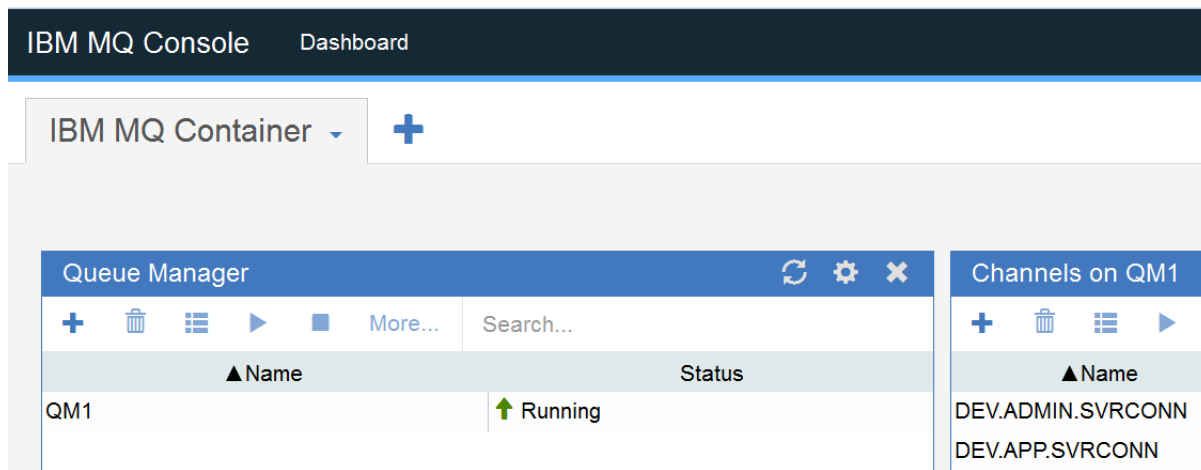 IBM MQ Console Dashboard
IBM MQ Container
Queue Manager
More... Search...
▲Name Status
QM1 Running
Channels on QM1
▲Name
DEV.ADMIN.SVRCONN
DEV.APP.SVRCONN